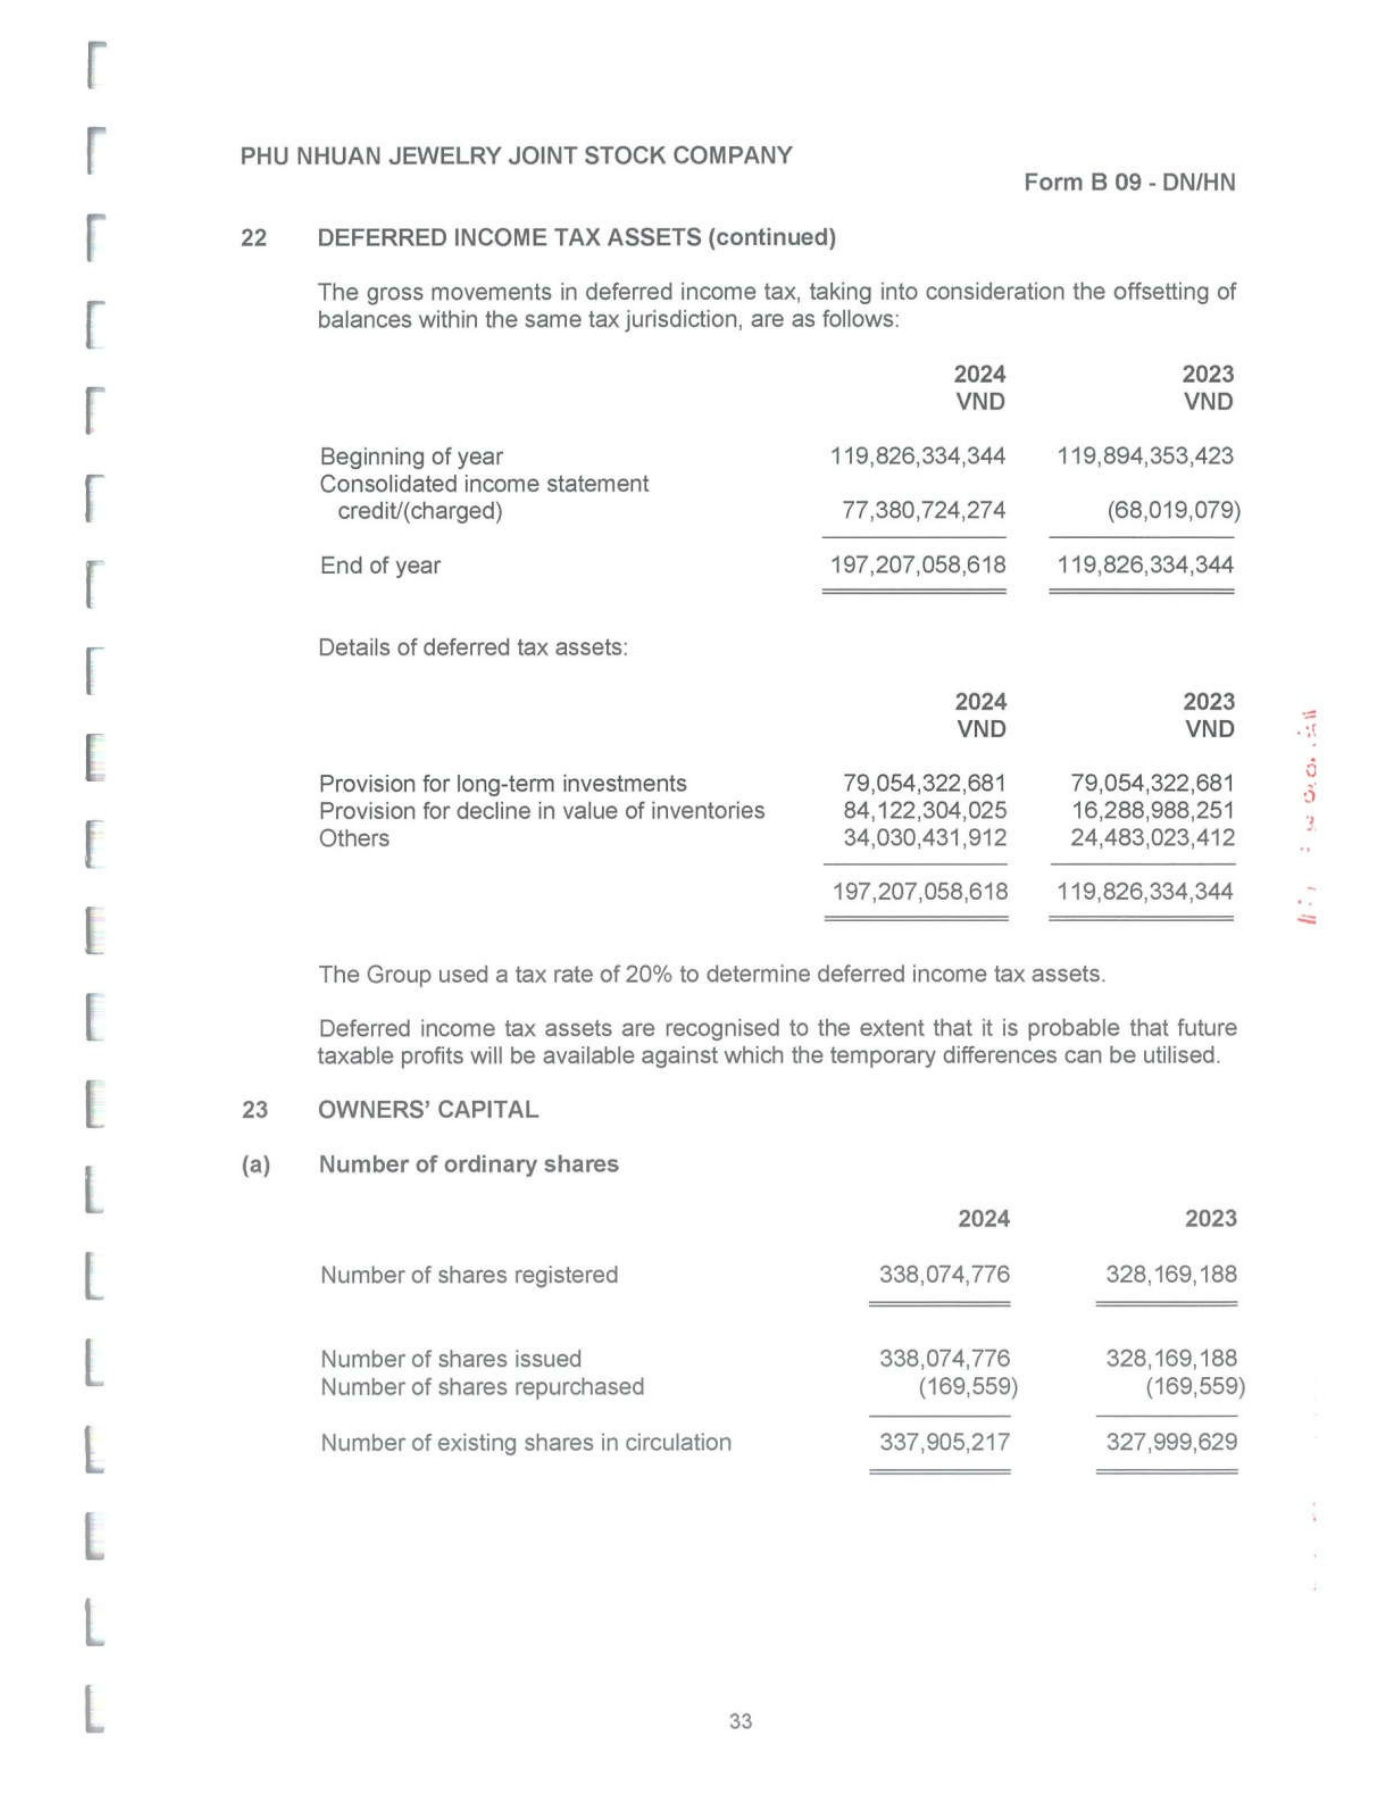 PHU NHUAN JEWELRY JOINT STOCK COMPANY
Form B 09 - DN/HN
22 DEFERRED INCOME TAX ASSETS (continued)
The gross movements in deferred income tax, taking into consideration the offsetting of
balances within the same tax jurisdiction, are as follows:
2024 2023
VND VND
Beginning of year 119,826,334,344 119,894,353,423
Consolidated income statement
credit/(charged) 77,380,724,274 (68,019,079)
End of year 197,207,058,618 119,826,334,344
Details of deferred tax assets:
2024 2023
VND VND
Provision for long-term investments 79,054,322,681 79,054,322,681
Provision for decline in value of inventories 84,122,304,025 16,288,988,251
Others 34,030,431,912 24,483,023,412
197,207,058,618 119,826,334,344
The Group used a tax rate of 20% to determine deferred income tax assets.
Deferred income tax assets are recognised to the extent that it is probable that future
taxable profits will be available against which the temporary differences can be utilised.
23 OWNERS' CAPITAL
(a) Number of ordinary shares
2024 2023
Number of shares registered 338,074,776 328,169,188
Number of shares issued 338,074,776 328,169,188
Number of shares repurchased (169,559) (169,559)
Number of existing shares in circulation 337,905,217 327,999,629
33